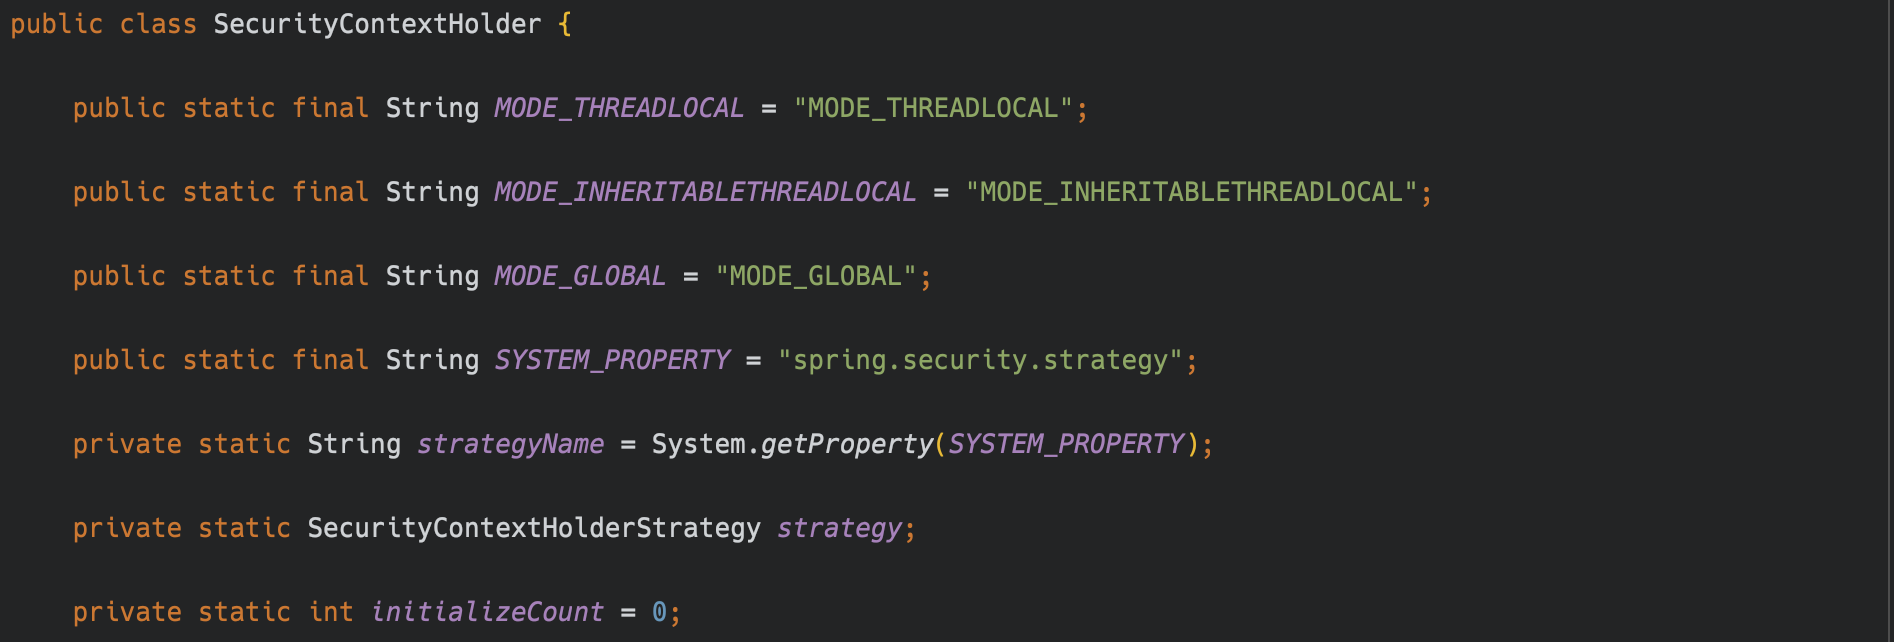 public class SecurityContextHolder {
public static final String MODE_THREADLOCAL = "MODE_THREADLOCAL";
public static final String MODE_INHERITABLETHREADLOCAL = "MODE_INHERITABLETHREADLOCAL";
public static final String MODE_GLOBAL = "MODE_GLOBAL";
public static final String SYSTEM_PROPERTY = "spring.security.strategy";
private static String strategyName = System.getProperty(SYSTEM_PROPERTY);
private static SecurityContextHolderStrategy strategy;
private static int initializeCount = 0;